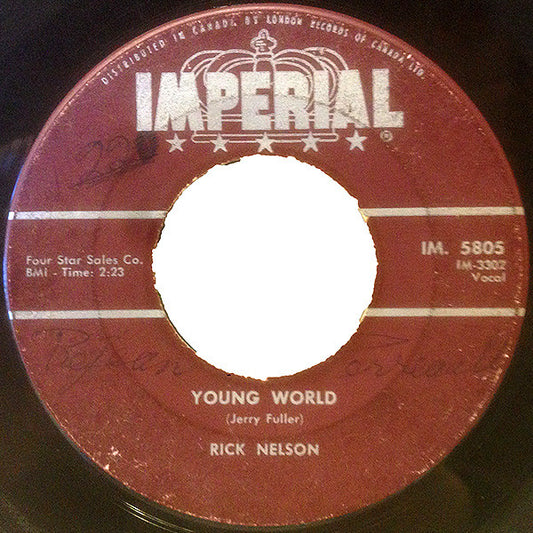 DISTRIBUTED IN CANADA BY LONDON RECORDS OF CANADA LTD.
IMPERIAL
®
Four Star Sales Co.
BMI - Time: 2:23
IM. 5805
IM-3302
Vocal
YOUNG WORLD
(Jerry Fuller)
RICK NELSON